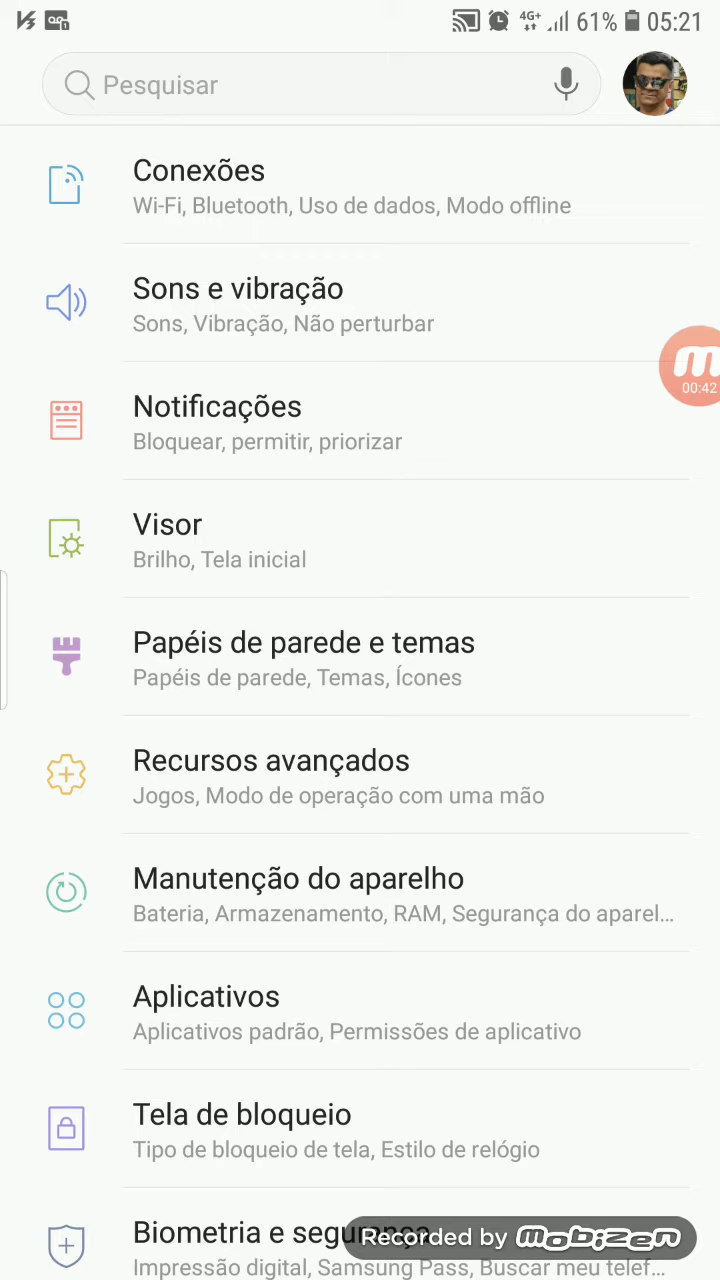 4G+ 61% 05:21
Pesquisar
Conexões
Wi-Fi, Bluetooth, Uso de dados, Modo offline
Sons e vibração
Sons, Vibração, Não perturbar
m
00:42
Notificações
Bloquear, permitir, priorizar
Visor
Brilho, Tela inicial
Papéis de parede e temas
Papéis de parede, Temas, Ícones
Recursos avançados
Jogos, Modo de operação com uma mão
Manutenção do aparelho
Bateria, Armazenamento, RAM, Segurança do aparel...
Aplicativos
Aplicativos padrão, Permissões de aplicativo
Tela de bloqueio
Tipo de bloqueio de tela, Estilo de relógio
Biometria e segurança
Recorded by mobizen
Impressão digital, Samsung Pass, Buscar meu telef...